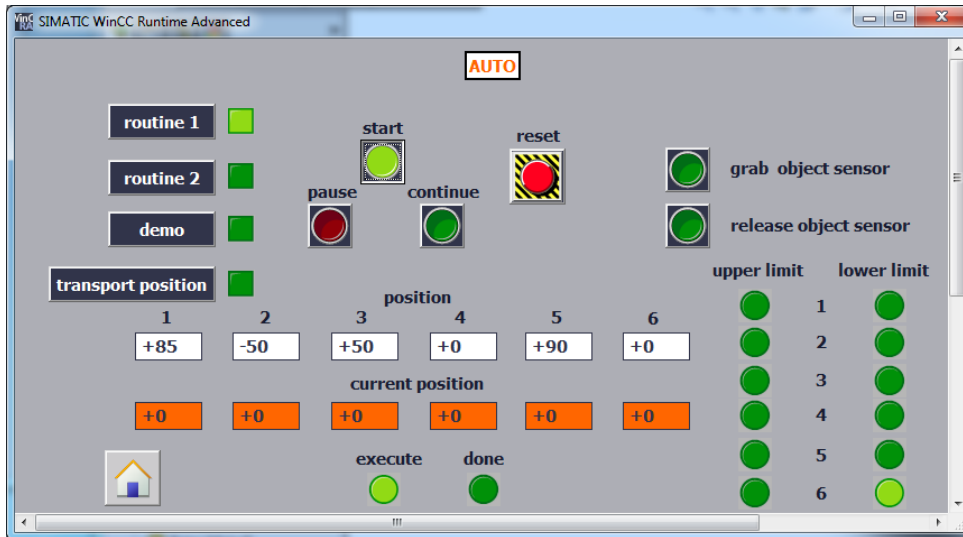 WinC
RA
SIMATIC WinCC Runtime Advanced
AUTO
routine 1
start
reset
routine 2
grab object sensor
pause
continue
demo
release object sensor
transport position
upper limit
lower limit
position
1 2 3 4 5 6
+85 -50 +50 +0 +90 +0
current position
+0 +0 +0 +0 +0 +0
execute
done
1
2
3
4
5
6